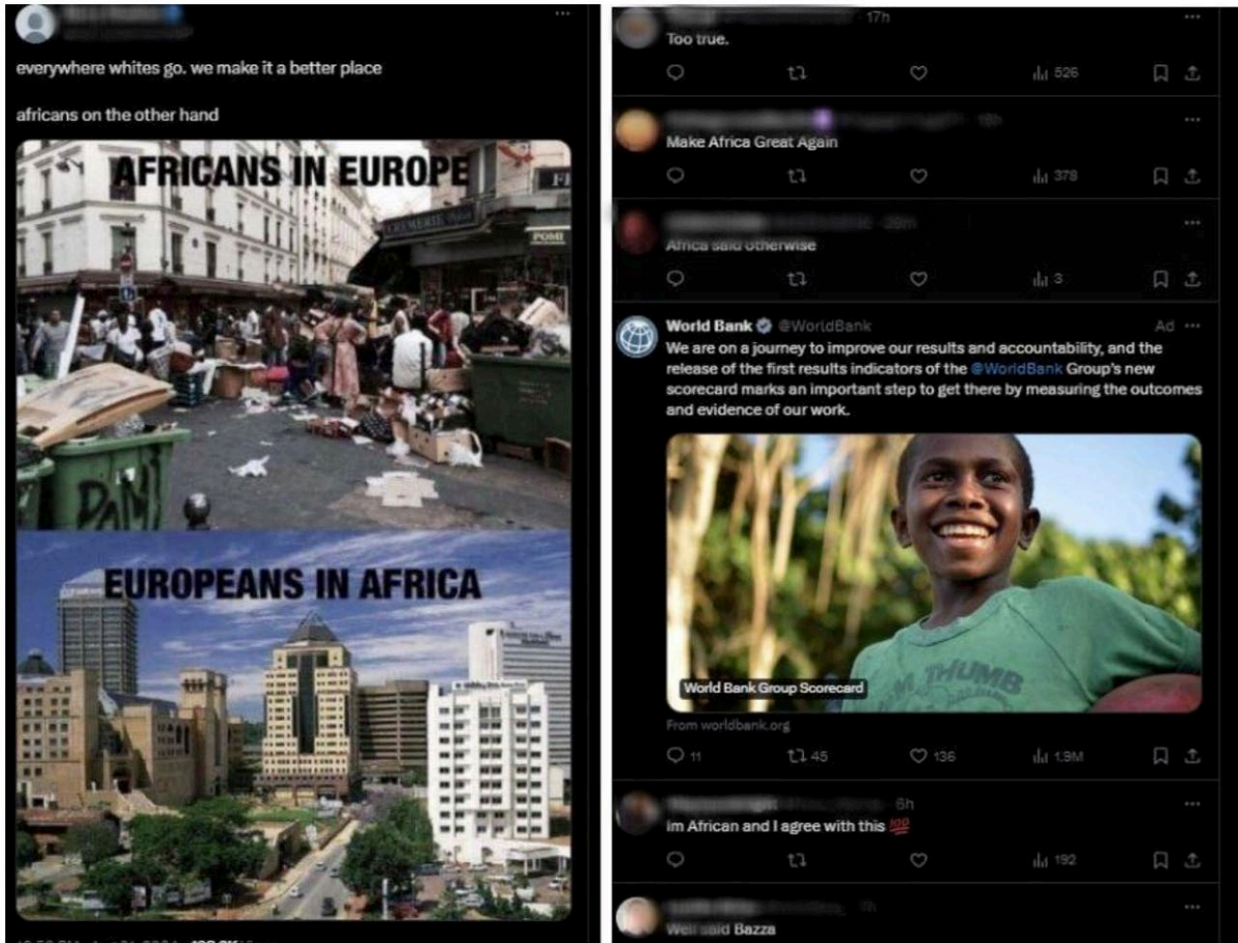 everywhere whites go. we make it a better place
africans on the other hand
AFRICANS IN EUROPE
CREMERIE
POMI
EUROPEANS IN AFRICA
17h
Too true.
526
Make Africa Great Again
378
Africa said otherwise
3
World Bank @WorldBank Ad
We are on a journey to improve our results and accountability, and the
release of the first results indicators of the @WorldBank Group's new
scorecard marks an important step to get there by measuring the outcomes
and evidence of our work.
THUMB
World Bank Group Scorecard
From worldbank.org
11 45 136 1.9M
6h
im African and I agree with this 💯
192
Well said Bazza